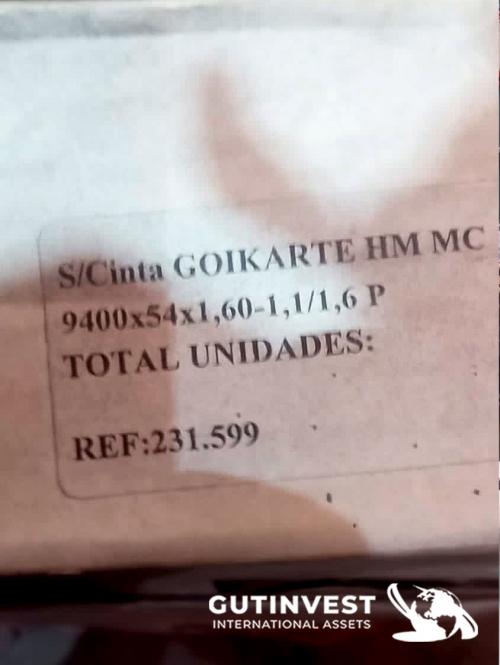 S/Cinta GOIKARTE HM MC
9400x54x1,60-1,1/1,6 P
TOTAL UNIDADES:
REF:231.599
GUTINVEST
INTERNATIONAL ASSETS